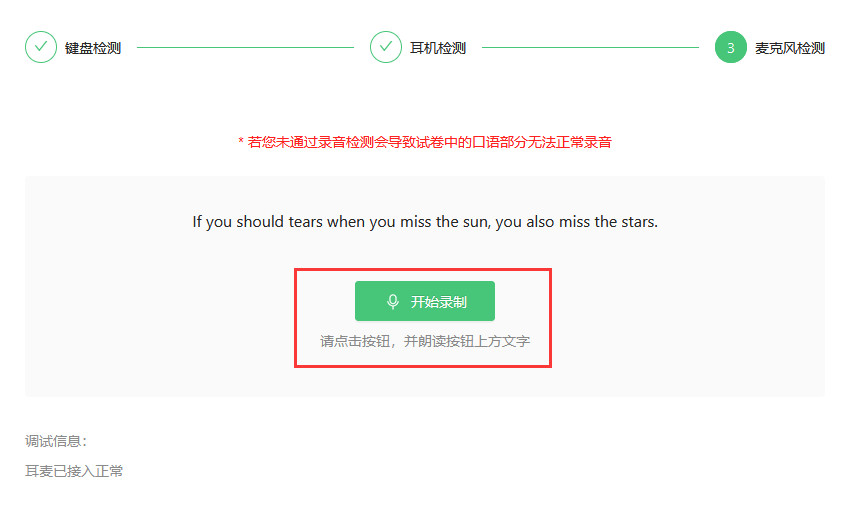 键盘检测
耳机检测
3 麦克风检测
* 若您未通过录音检测会导致试卷中的口语部分无法正常录音
If you should tears when you miss the sun, you also miss the stars.
开始录制
请点击按钮，并朗读按钮上方文字
调试信息：
耳麦已接入正常